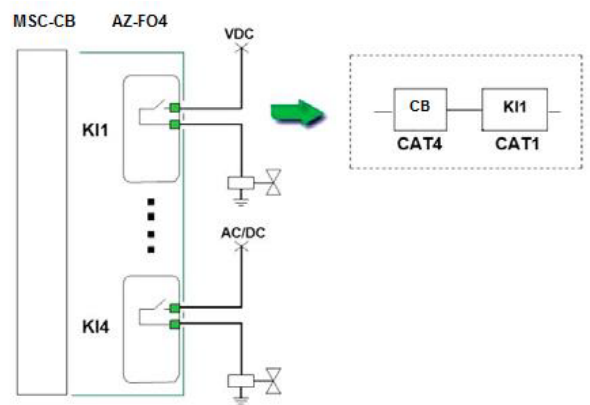 MSC-CB AZ-FO4
VDC
KI1
CB KI1
CAT4 CAT1
AC/DC
KI4